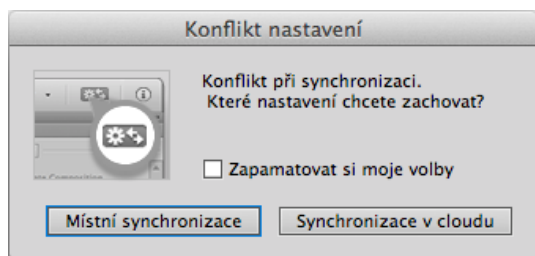 Konflikt nastavení
Konflikt při synchronizaci.
Které nastavení chcete zachovat?
Zapamatovat si moje volby
Místní synchronizace
Synchronizace v cloudu